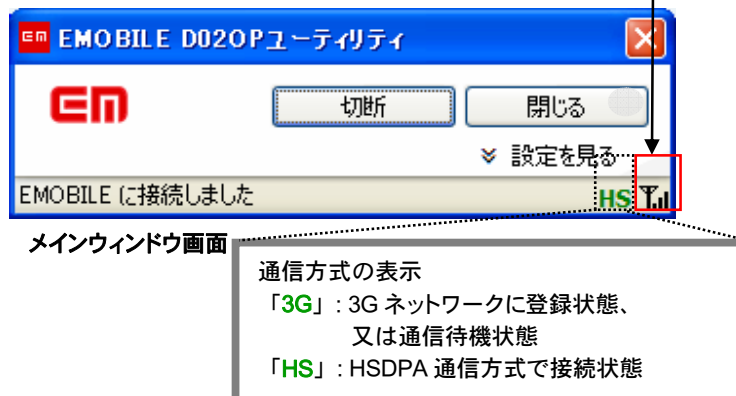 EM EMOBILE D02OPユーティリティ
EM
切断
閉じる
設定を見る
EMOBILE に接続しました
HS
メインウィンドウ画面
通信方式の表示
「3G」: 3G ネットワークに登録状態、
又は通信待機状態
「HS」: HSDPA 通信方式で接続状態